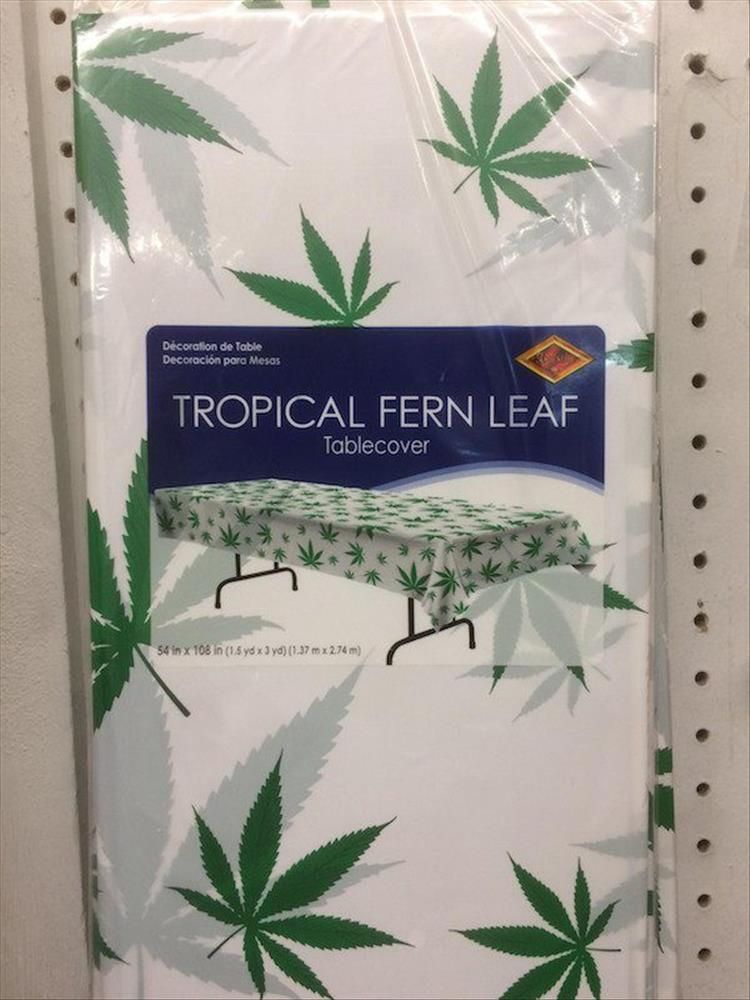 Décoration de Table
Decoración para Mesas
TROPICAL FERN LEAF
Tablecover
54 in x 108 in (1.5 yd x 3 yd) (1.37 m x 2.74 m)